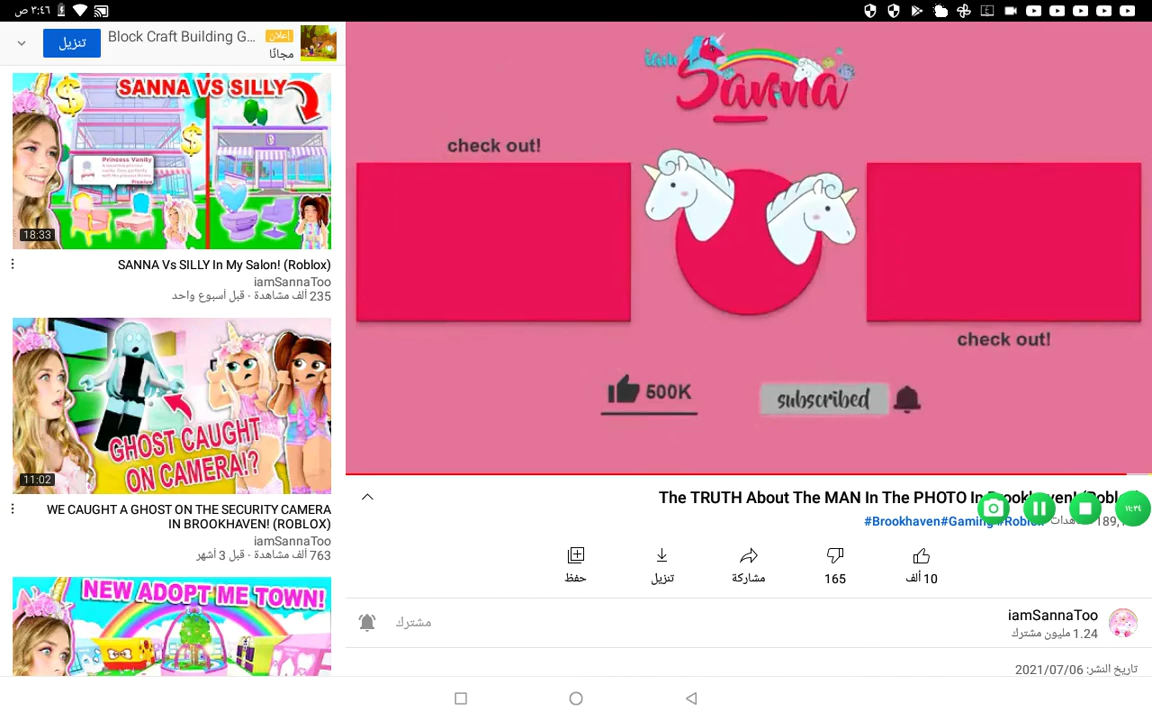 ٣:٤٦ ص
تنزيل
Block Craft Building G...
إعلان
مجانًا
SANNA VS SILLY
Princess Vanity
18:33
SANNA Vs SILLY In My Salon! (Roblox)
iamSannaToo
235 ألف مشاهدة · قبل أسبوع واحد
GHOST CAUGHT
ON CAMERA!?
11:02
WE CAUGHT A GHOST ON THE SECURITY CAMERA
IN BROOKHAVEN! (ROBLOX)
iamSannaToo
763 ألف مشاهدة · قبل 3 أشهر
NEW ADOPT ME TOWN!
iam
Sanna
check out!
check out!
500K
subscribed
The TRUTH About The MAN In The PHOTO In
#Brookhaven#Gaming#Roblox
١١:٣٤
حفظ
تنزيل
مشاركة
165
10 ألف
مشترك
iamSannaToo
1.24 مليون مشترك
تاريخ النشر: 2021/07/06